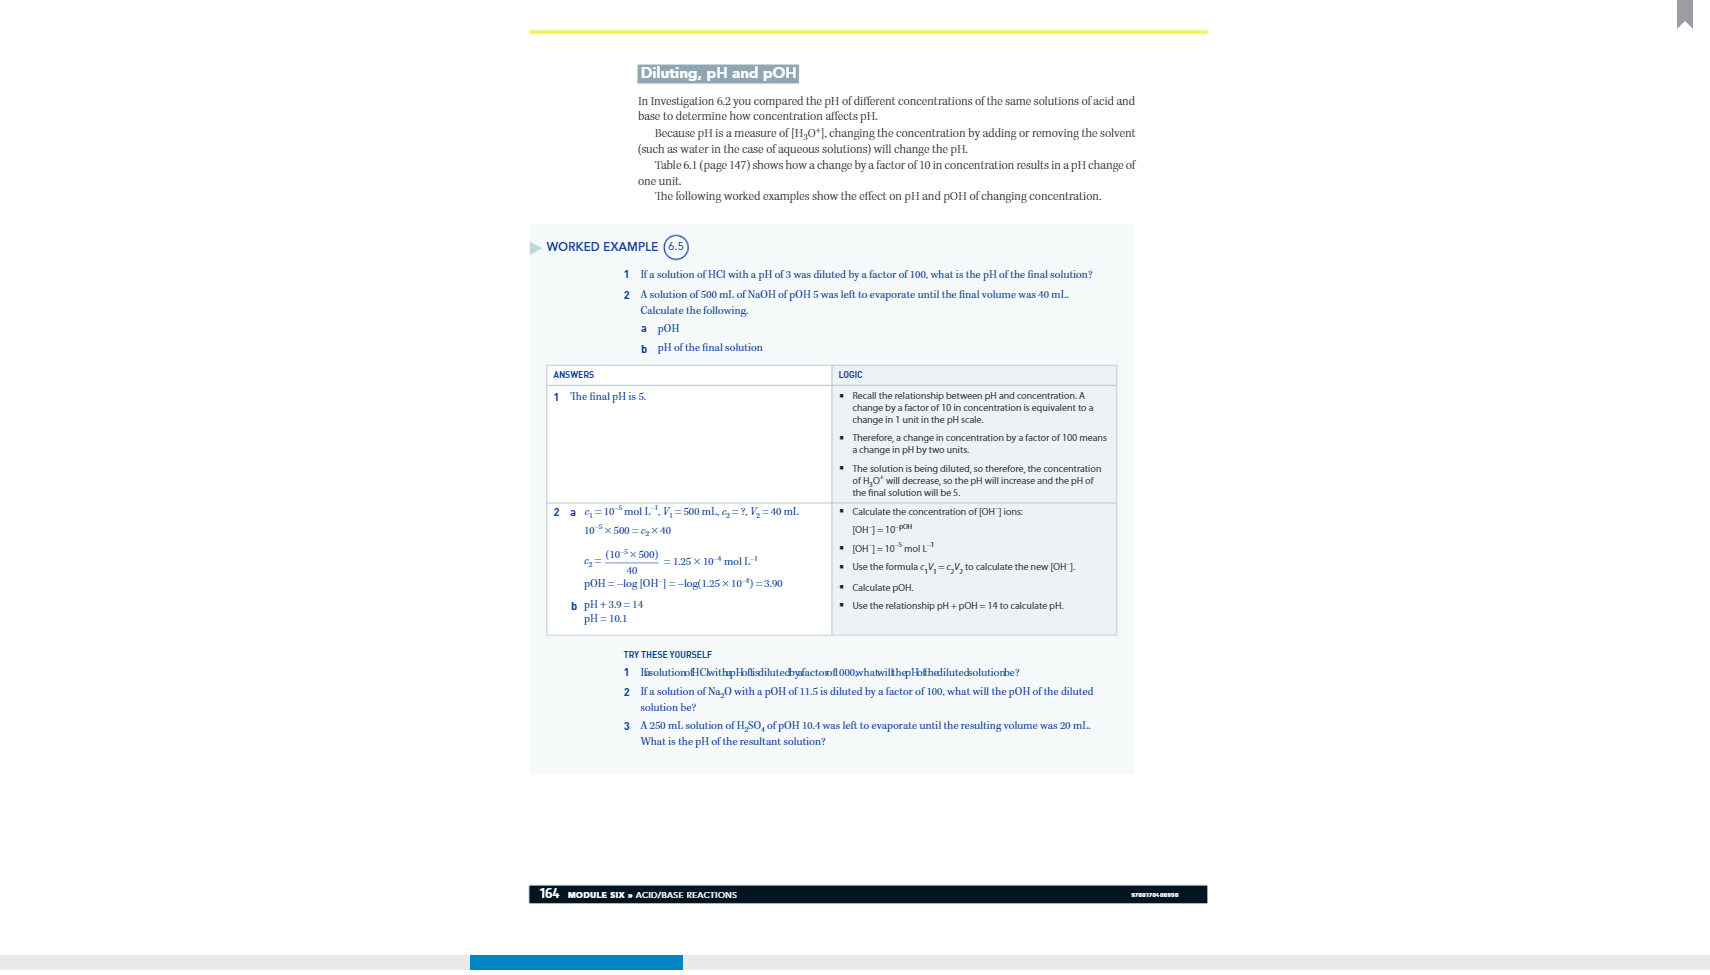 Diluting, pH and pOH
In Investigation 6.2 you compared the pH of different concentrations of the same solutions of acid and
base to determine how concentration affects pH.
Because pH is a measure of [H₃O⁺], changing the concentration by adding or removing the solvent
(such as water in the case of aqueous solutions) will change the pH.
Table 6.1 (page 147) shows how a change by a factor of 10 in concentration results in a pH change of
one unit.
The following worked examples show the effect on pH and pOH of changing concentration.
WORKED EXAMPLE 6.5
1 If a solution of HCl with a pH of 3 was diluted by a factor of 100, what is the pH of the final solution?
2 A solution of 500 mL of NaOH of pOH 5 was left to evaporate until the final volume was 40 mL.
Calculate the following.
a pOH
b pH of the final solution
ANSWERS
LOGIC
1 The final pH is 5.
▪ Recall the relationship between pH and concentration. A
change by a factor of 10 in concentration is equivalent to a
change in 1 unit in the pH scale.
▪ Therefore, a change in concentration by a factor of 100 means
a change in pH by two units.
▪ The solution is being diluted, so therefore, the concentration
of H₃O⁺ will decrease, so the pH will increase and the pH of
the final solution will be 5.
2 a c₁ = 10⁻⁵ mol L⁻¹, V₁ = 500 mL, c₂ = ?, V₂ = 40 mL
10⁻⁵ × 500 = c₂ × 40
c₂ = (10⁻⁵ × 500) / 40 = 1.25 × 10⁻⁴ mol L⁻¹
pOH = –log [OH⁻] = –log(1.25 × 10⁻⁴) = 3.90
b pH + 3.9 = 14
pH = 10.1
▪ Calculate the concentration of [OH⁻] ions:
[OH⁻] = 10⁻ᵖᴼᴴ
▪ [OH⁻] = 10⁻⁵ mol L⁻¹
▪ Use the formula c₁V₁ = c₂V₂ to calculate the new [OH⁻].
▪ Calculate pOH.
▪ Use the relationship pH + pOH = 14 to calculate pH.
TRY THESE YOURSELF
1 If a solution of HCl with a pH of 1 is diluted by a factor of 1000, what will the pH of the diluted solution be?
2 If a solution of Na₂O with a pOH of 11.5 is diluted by a factor of 100, what will the pOH of the diluted
solution be?
3 A 250 mL solution of H₂SO₄ of pOH 10.4 was left to evaporate until the resulting volume was 20 mL.
What is the pH of the resultant solution?
164 MODULE SIX » ACID/BASE REACTIONS
9780170408998